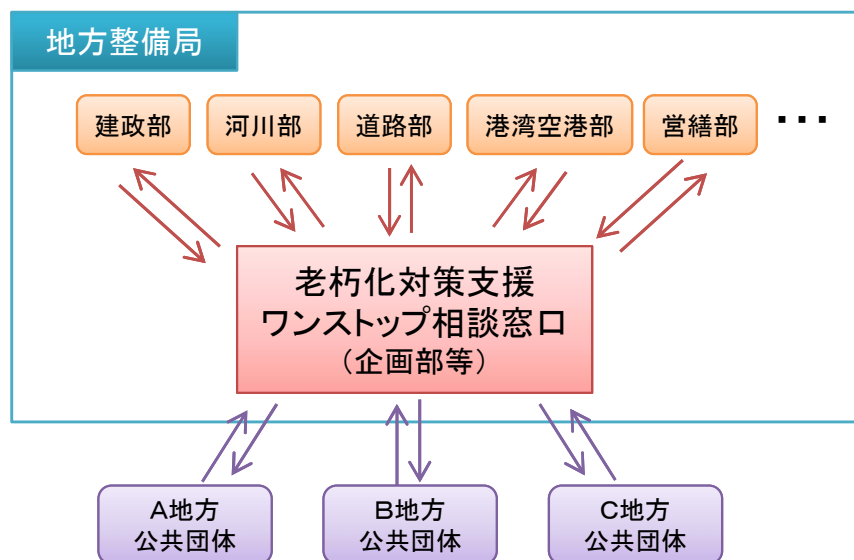 地方整備局
建政部
河川部
道路部
港湾空港部
営繕部
・・・
老朽化対策支援
ワンストップ相談窓口
（企画部等）
A地方
公共団体
B地方
公共団体
C地方
公共団体